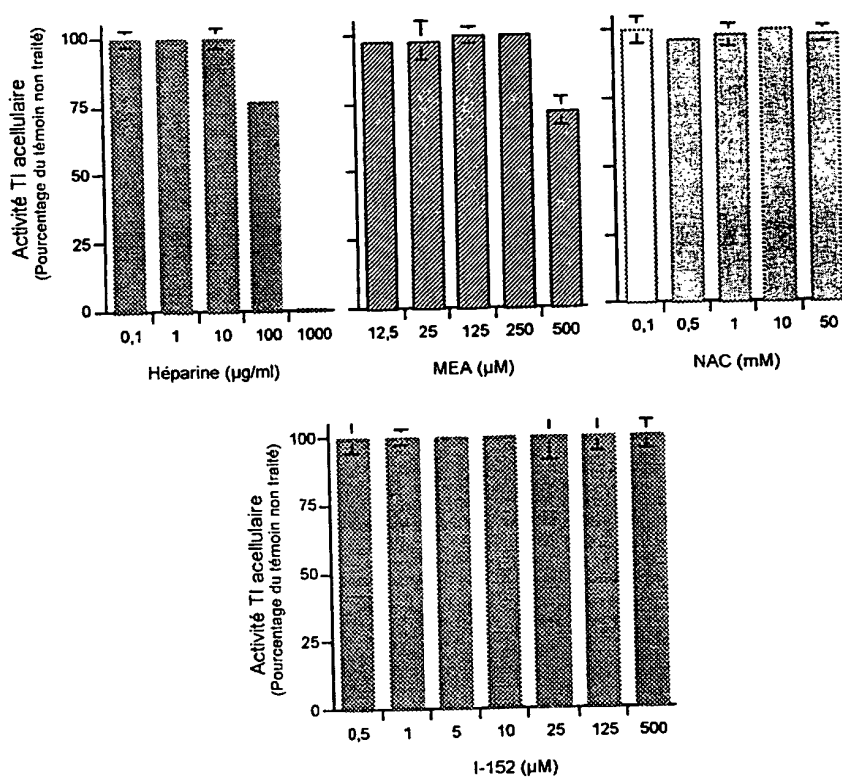 Activité TI acellulaire
(Pourcentage du témoin non traité)
100
75
50
25
0
0,1 1 10 100 1000
Héparine (µg/ml)
12,5 25 125 250 500
MEA (µM)
0,1 0,5 1 10 50
NAC (mM)
Activité TI acellulaire
(Pourcentage du témoin non traité)
100
75
50
25
0
0,5 1 5 10 25 125 500
I-152 (µM)